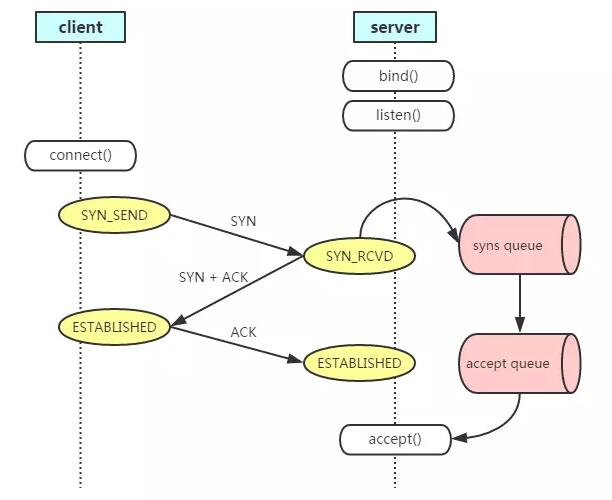 client
server
bind()
listen()
connect()
SYN_SEND
SYN
SYN_RCVD
syns queue
SYN + ACK
ESTABLISHED
ACK
ESTABLISHED
accept queue
accept()